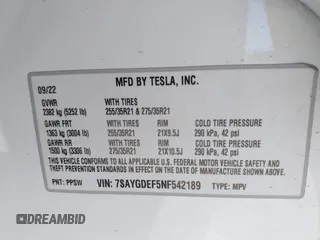 MFD BY TESLA, INC.
09/22
GVWR WITH TIRES
2382 kg (5252 lb) 255/35R21 & 275/35R21
GAWR FRT WITH TIRES RIM COLD TIRE PRESSURE
1363 kg (3004 lb) 255/35R21 21X9.5J 290 kPa, 42 psi
GAWR RR WITH TIRES RIM COLD TIRE PRESSURE
1500 kg (3306 lb) 275/35R21 21X10.5J 290 kPa, 42 psi
THIS VEHICLE CONFORMS TO ALL APPLICABLE U.S. FEDERAL MOTOR VEHICLE SAFETY
AND THEFT PREVENTION STANDARDS IN EFFECT ON THE DATE OF MANUFACTURE SHOWN ABOVE.
PNT: PPSW VIN: 7SAYGDEF5NF542189 TYPE: MPV
DREAMBID